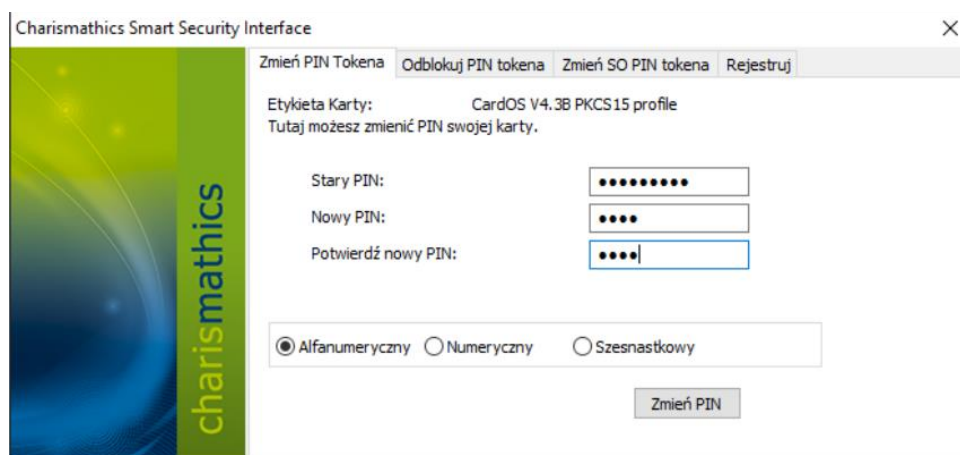 Charismathics Smart Security Interface
charismathics
Zmień PIN Tokena Odblokuj PIN tokena Zmień SO PIN tokena Rejestruj
Etykieta Karty: CardOS V4.3B PKCS15 profile
Tutaj możesz zmienić PIN swojej karty.
Stary PIN: •••••••••
Nowy PIN: ••••
Potwierdź nowy PIN: ••••
Alfanumeryczny Numeryczny Szesnastkowy
Zmień PIN